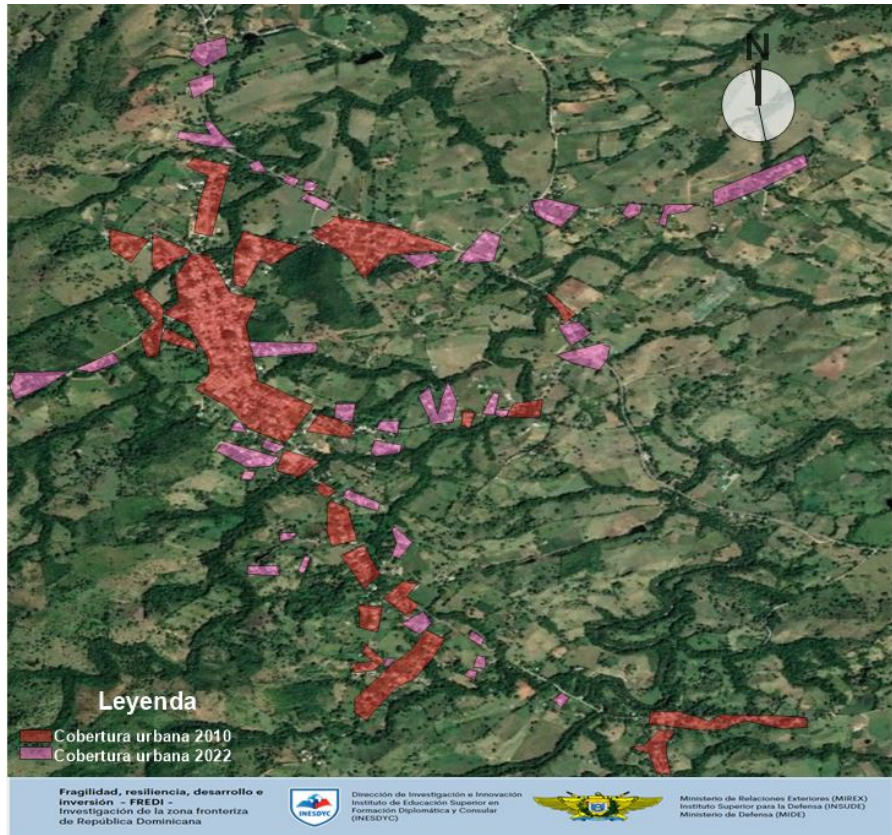 N
Leyenda
Cobertura urbana 2010
Cobertura urbana 2022
Fragilidad, resiliencia, desarrollo e
inversión - FREDI -
Investigación de la zona fronteriza
de República Dominicana
INESDYC
Dirección de Investigación e Innovación
Instituto de Educación Superior en
Formación Diplomática y Consular
(INESDYC)
Ministerio de Relaciones Exteriores (MIREX)
Instituto Superior para la Defensa (INSUDE)
Ministerio de Defensa (MIDE)